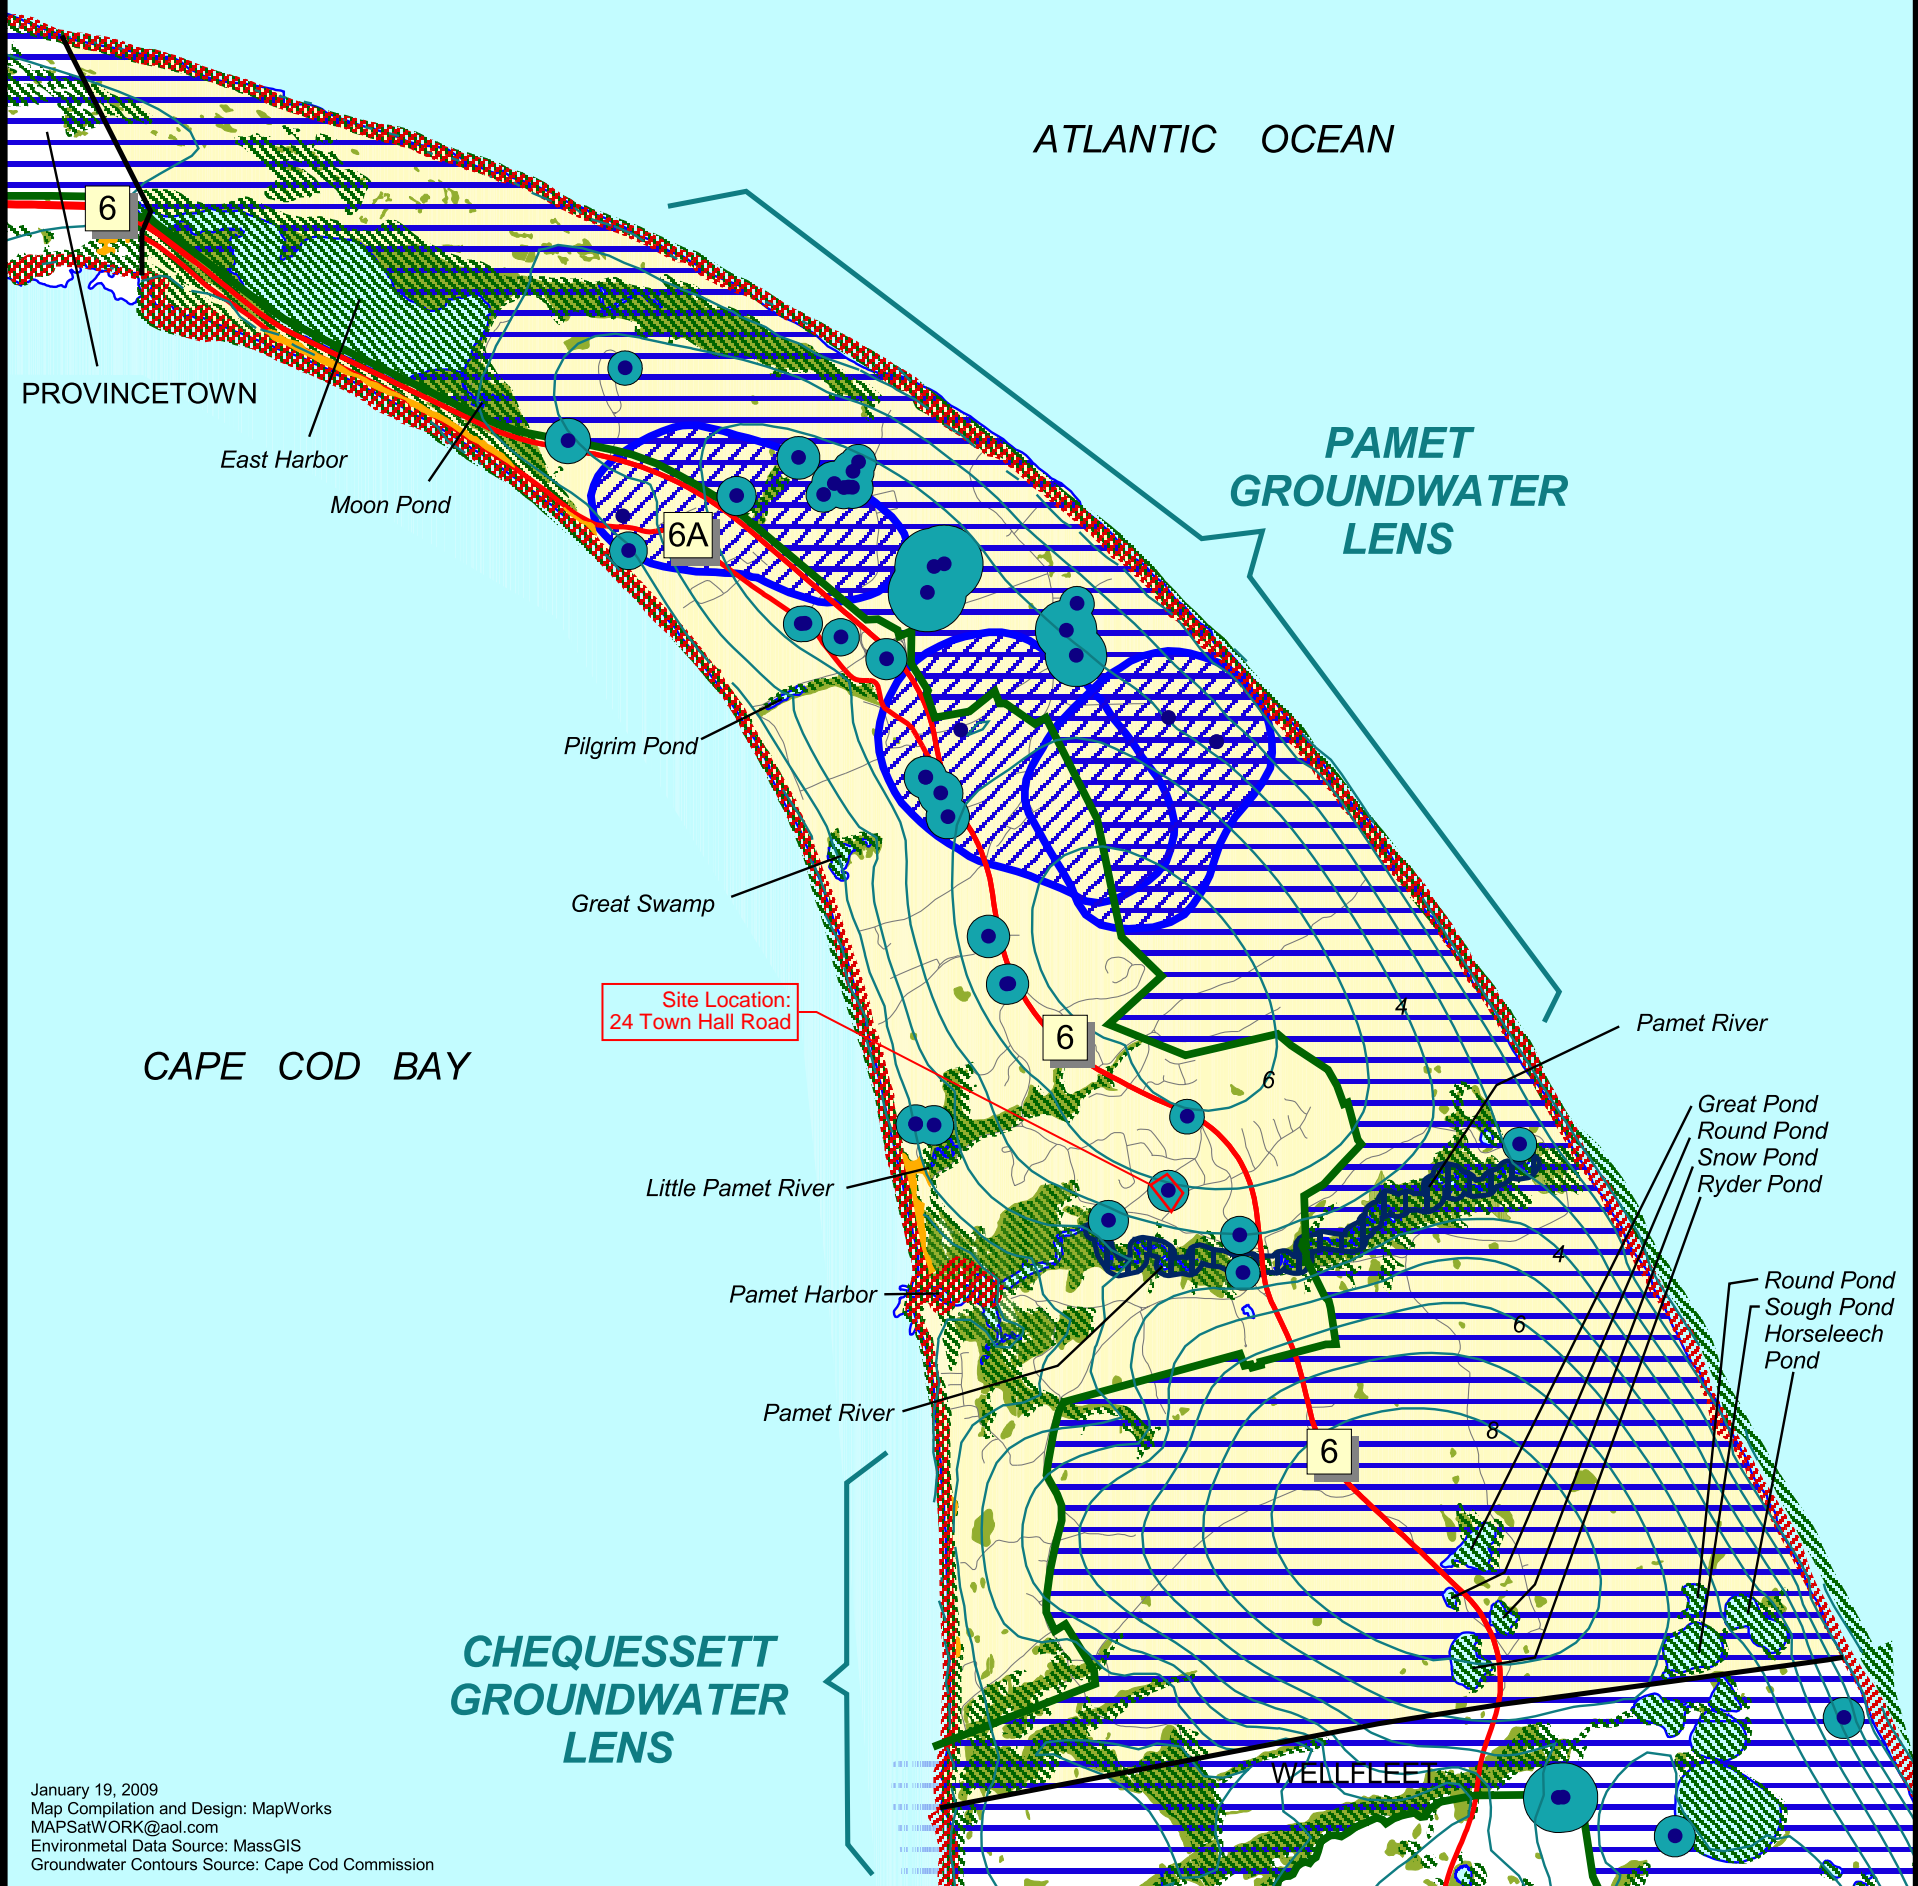 ATLANTIC OCEAN
6
PROVINCETOWN
East Harbor
Moon Pond
PAMET
GROUNDWATER
LENS
6A
Pilgrim Pond
Great Swamp
Site Location:
24 Town Hall Road
CAPE COD BAY
6
4
6
Pamet River
Great Pond
Round Pond
Snow Pond
Ryder Pond
Little Pamet River
Pamet Harbor
4
6
8
Round Pond
Sough Pond
Horseleech
Pond
Pamet River
6
CHEQUESSETT
GROUNDWATER
LENS
WELLFLEET
January 19, 2009
Map Compilation and Design: MapWorks
MAPSatWORK@aol.com
Environmetal Data Source: MassGIS
Groundwater Contours Source: Cape Cod Commission